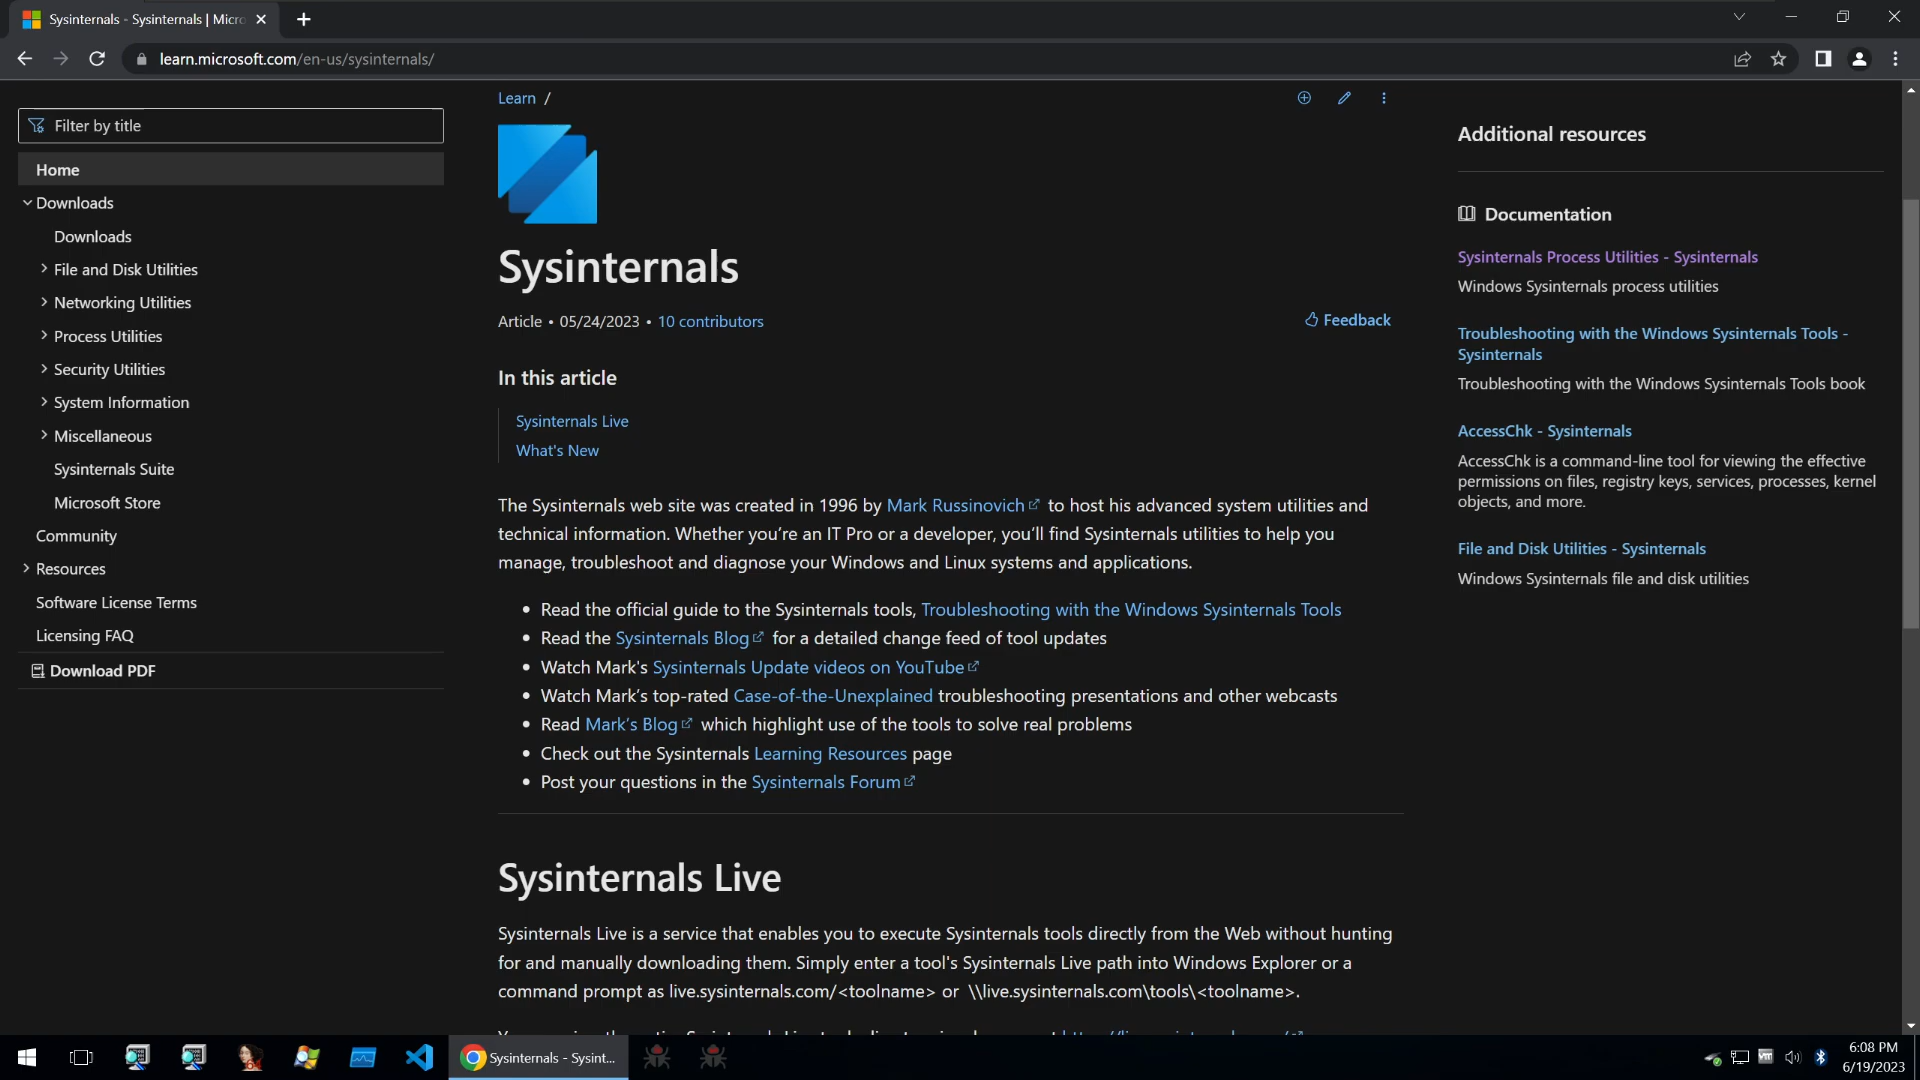 Sysinternals - Sysinternals | Micro
learn.microsoft.com/en-us/sysinternals/
Filter by title
Home
Downloads
Downloads
File and Disk Utilities
Networking Utilities
Process Utilities
Security Utilities
System Information
Miscellaneous
Sysinternals Suite
Microsoft Store
Community
Resources
Software License Terms
Licensing FAQ
Download PDF
Learn /
Sysinternals
Article • 05/24/2023 • 10 contributors
Feedback
In this article
Sysinternals Live
What's New
The Sysinternals web site was created in 1996 by Mark Russinovich to host his advanced system utilities and
technical information. Whether you’re an IT Pro or a developer, you’ll find Sysinternals utilities to help you
manage, troubleshoot and diagnose your Windows and Linux systems and applications.
• Read the official guide to the Sysinternals tools, Troubleshooting with the Windows Sysinternals Tools
• Read the Sysinternals Blog for a detailed change feed of tool updates
• Watch Mark's Sysinternals Update videos on YouTube
• Watch Mark’s top-rated Case-of-the-Unexplained troubleshooting presentations and other webcasts
• Read Mark’s Blog which highlight use of the tools to solve real problems
• Check out the Sysinternals Learning Resources page
• Post your questions in the Sysinternals Forum
Sysinternals Live
Sysinternals Live is a service that enables you to execute Sysinternals tools directly from the Web without hunting
for and manually downloading them. Simply enter a tool's Sysinternals Live path into Windows Explorer or a
command prompt as live.sysinternals.com/<toolname> or \\live.sysinternals.com\tools\<toolname>.
Additional resources
Documentation
Sysinternals Process Utilities - Sysinternals
Windows Sysinternals process utilities
Troubleshooting with the Windows Sysinternals Tools -
Sysinternals
Troubleshooting with the Windows Sysinternals Tools book
AccessChk - Sysinternals
AccessChk is a command-line tool for viewing the effective
permissions on files, registry keys, services, processes, kernel
objects, and more.
File and Disk Utilities - Sysinternals
Windows Sysinternals file and disk utilities
Sysinternals - Sysint...
6:08 PM
6/19/2023